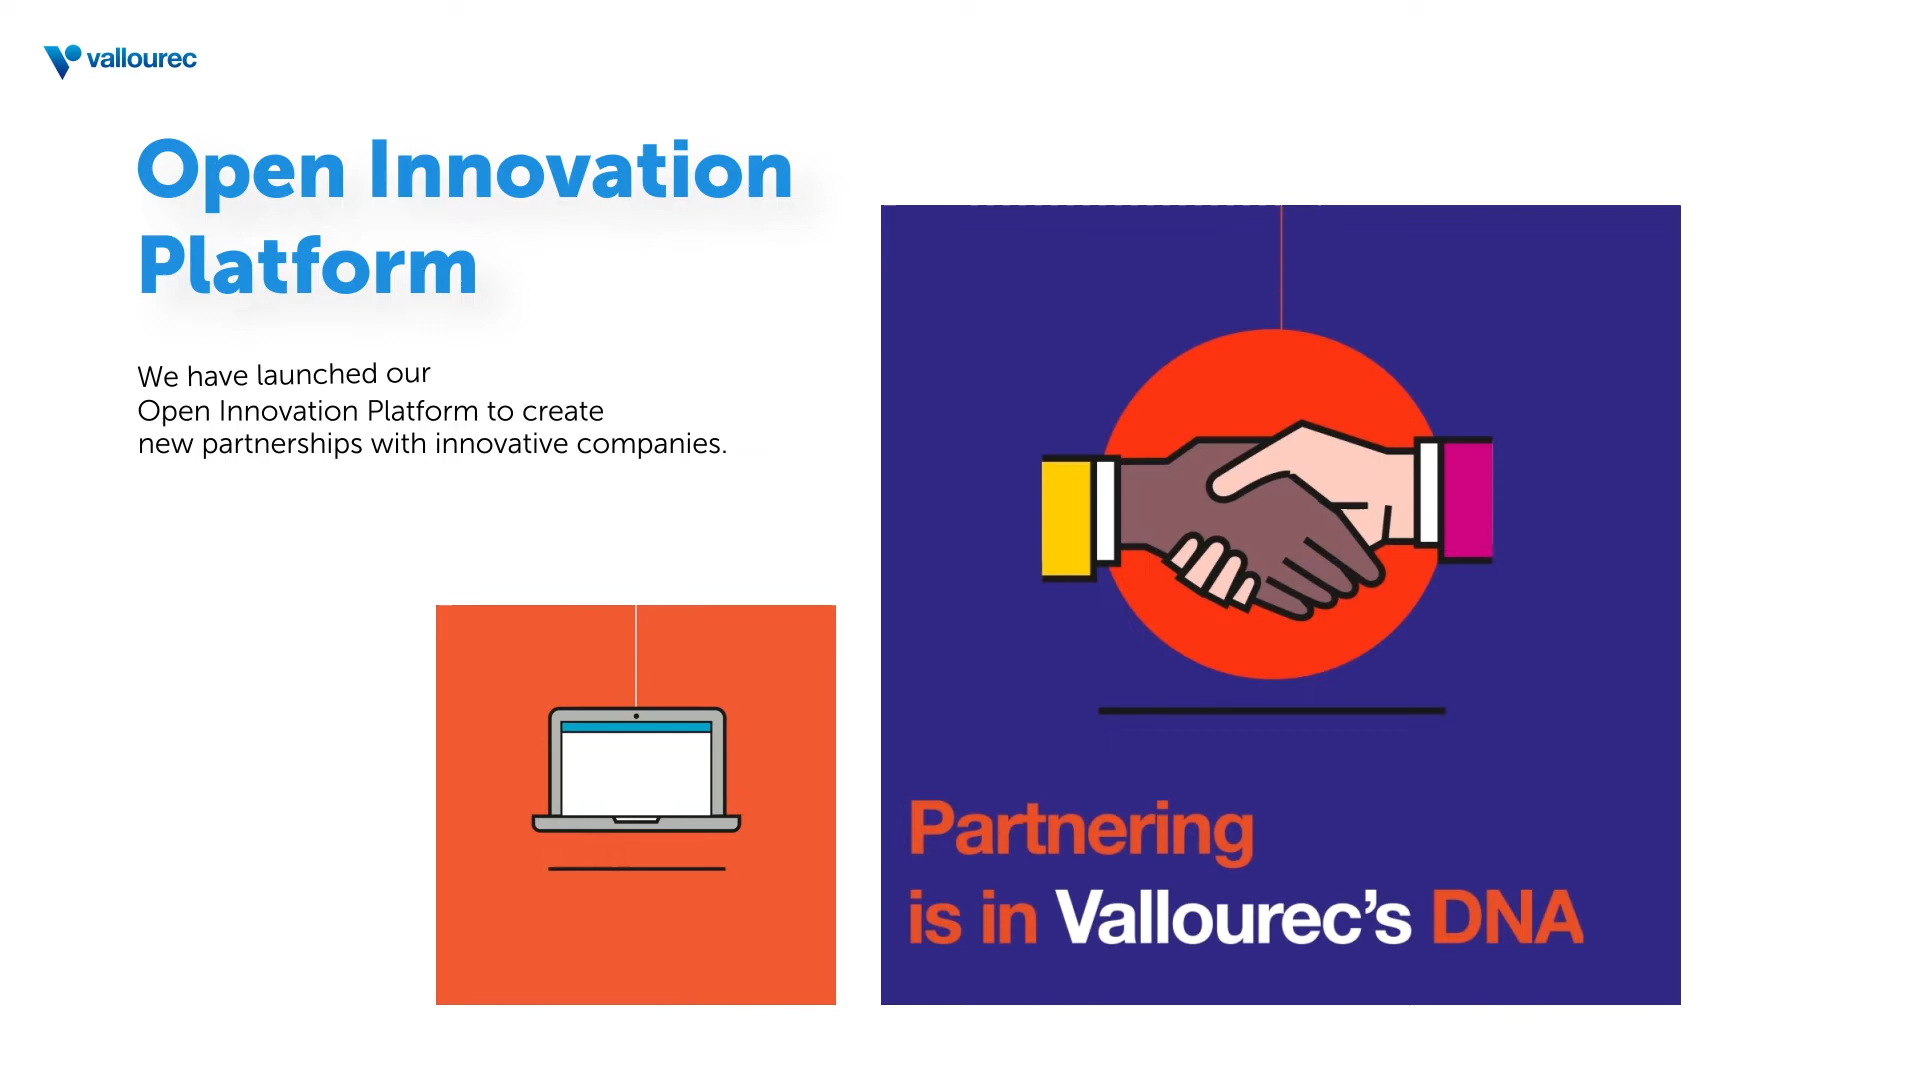 vallourec
Open Innovation
Platform
We have launched our
Open Innovation Platform to create
new partnerships with innovative companies.
Partnering
is in Vallourec’s DNA